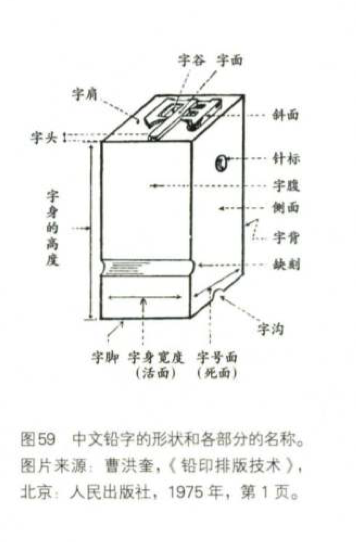 字谷 字面
字肩
斜面
字头
针标
字腹
字身的高度
侧面
字背
缺刻
字沟
字脚 字身宽度 字号面
(活面) (死面)
图59 中文铅字的形状和各部分的名称。
图片来源：曹洪奎，《铅印排版技术》，
北京：人民出版社，1975年，第1页。